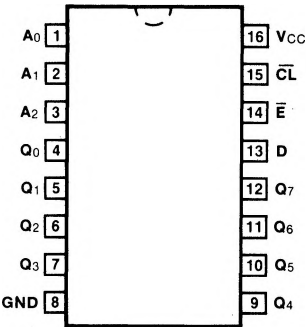 A0 1 16 VCC
A1 2 15 C̅L̅
A2 3 14 E̅
Q0 4 13 D
Q1 5 12 Q7
Q2 6 11 Q6
Q3 7 10 Q5
GND 8 9 Q4